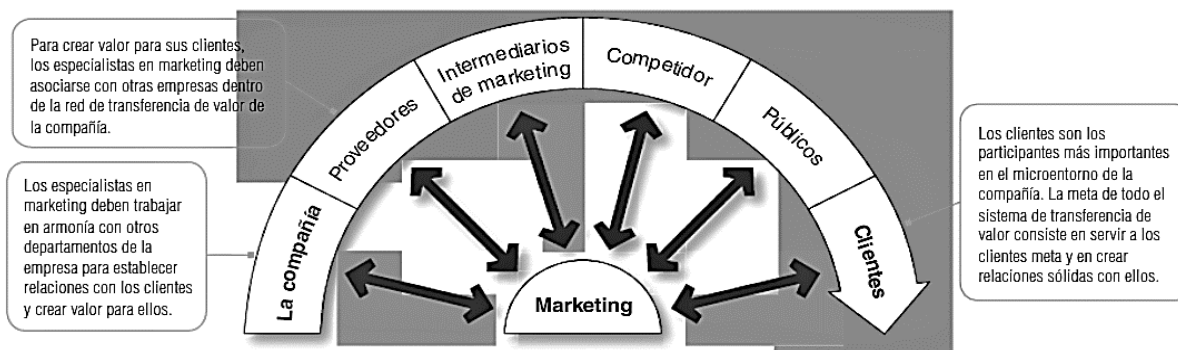 Para crear valor para sus clientes,
los especialistas en marketing deben
asociarse con otras empresas dentro
de la red de transferencia de valor de
la compañía.
Los especialistas en
marketing deben trabajar
en armonía con otros
departamentos de la
empresa para establecer
relaciones con los clientes
y crear valor para ellos.
La compañía
Proveedores
Intermediarios
de marketing
Competidor
Públicos
Clientes
Marketing
Los clientes son los
participantes más importantes
en el microentorno de la
compañía. La meta de todo el
sistema de transferencia de
valor consiste en servir a los
clientes meta y en crear
relaciones sólidas con ellos.